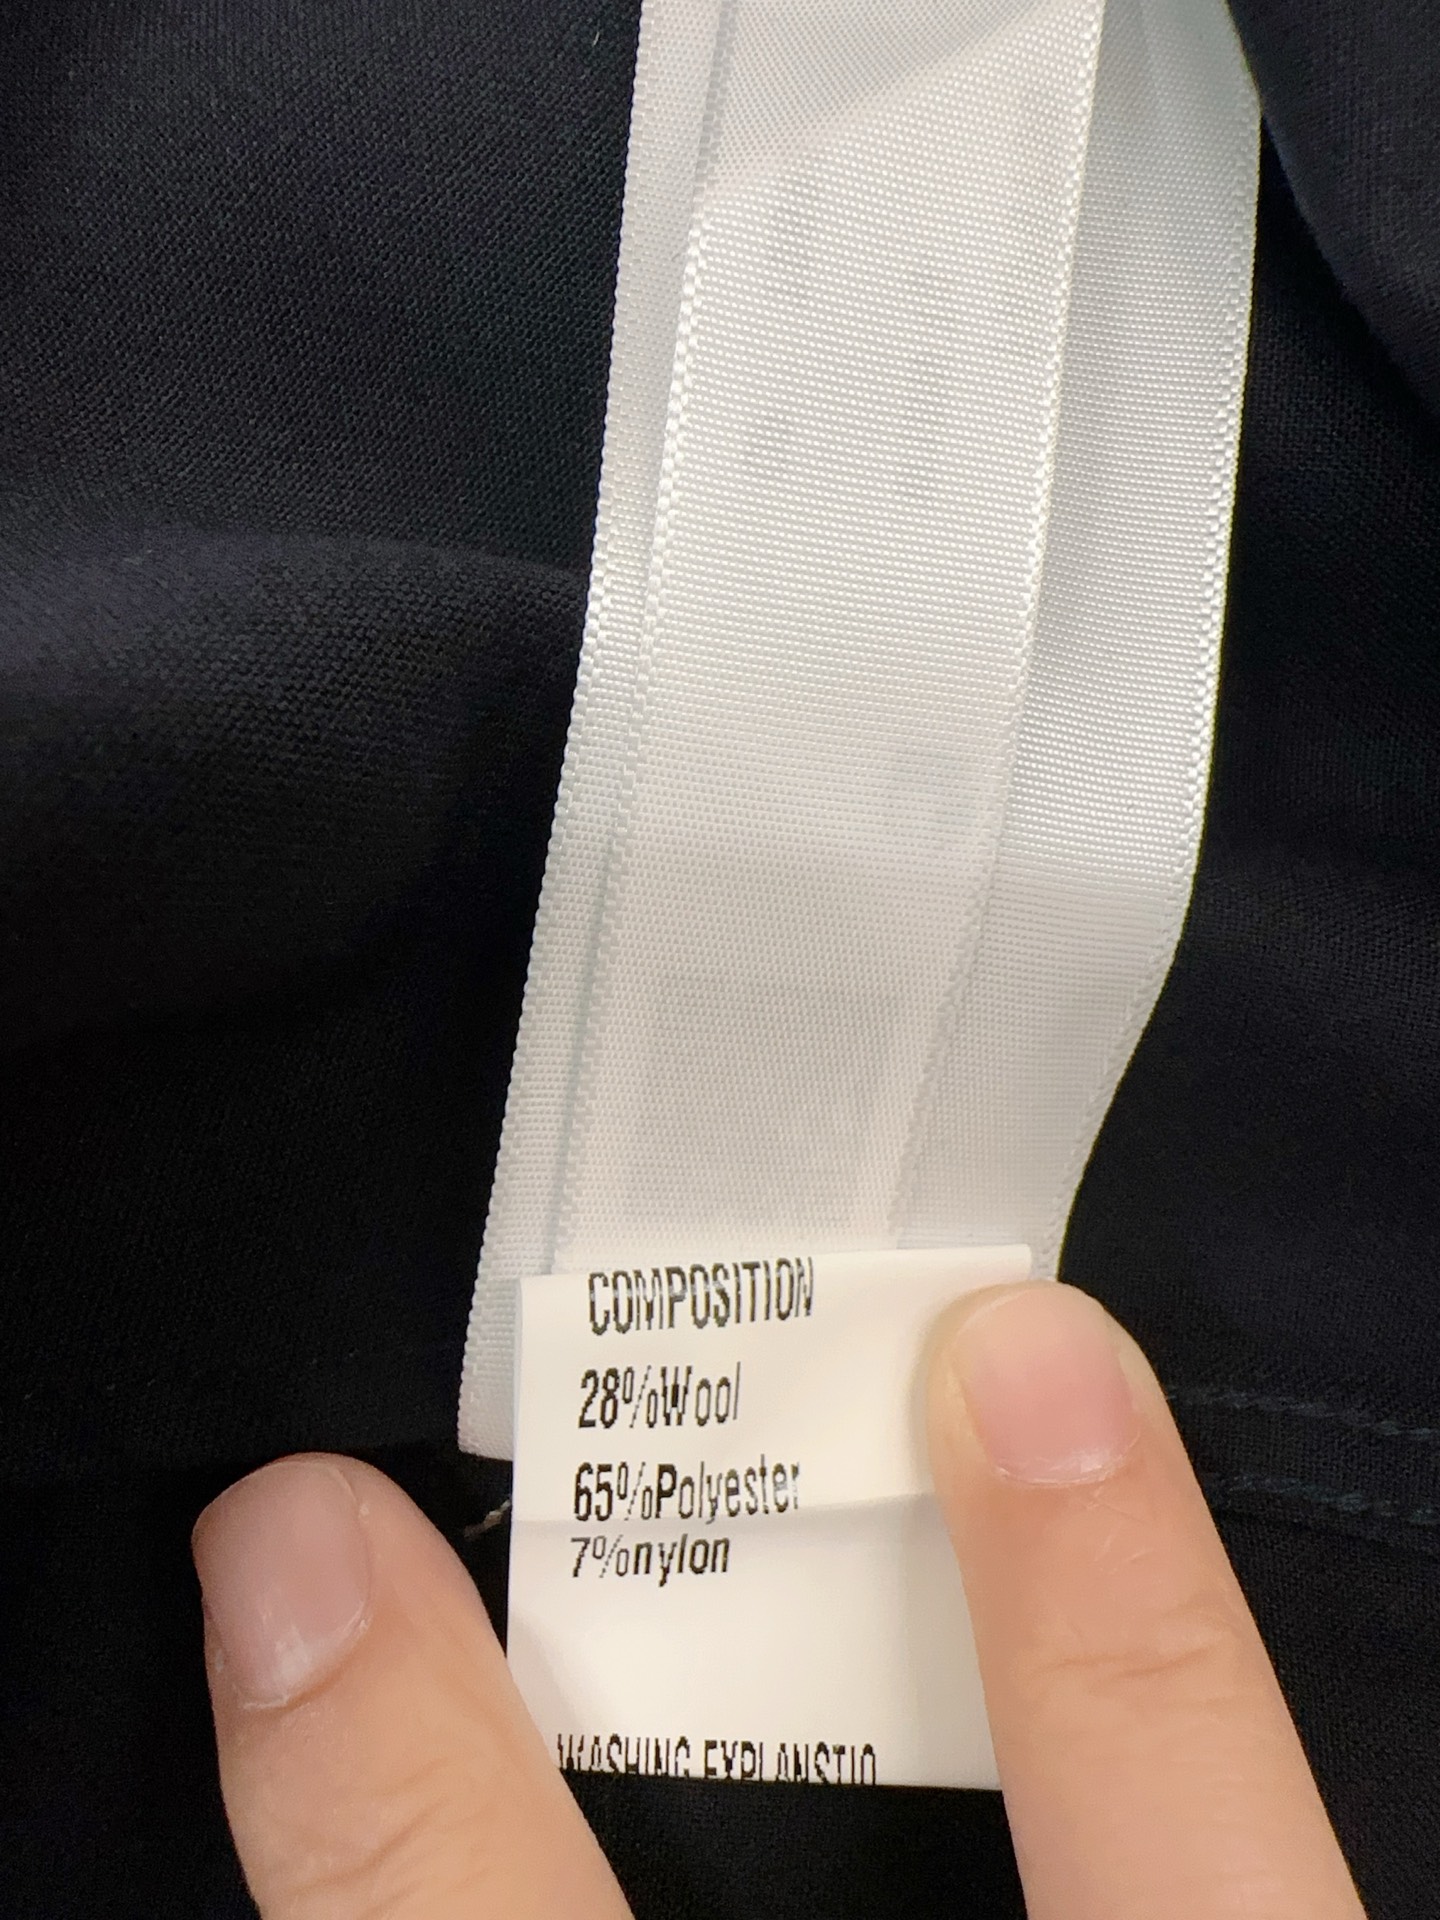 COMPOSITION
28%Wool
65%Polyester
7%nylon
WASHING EXPLANSTIO